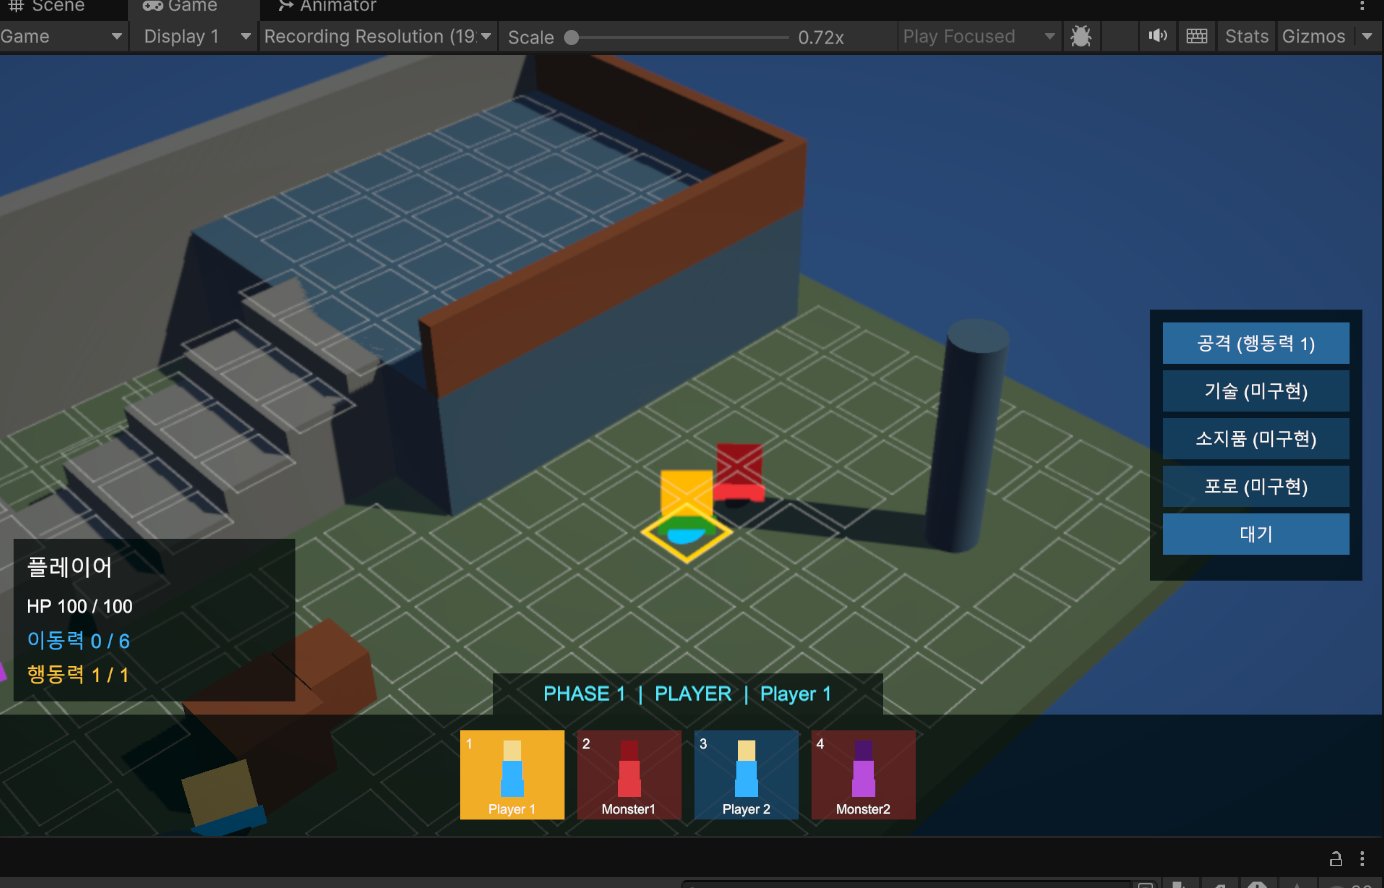 Scene
Game
Animator
Game
Display 1
Recording Resolution (19
Scale
0.72x
Play Focused
Stats
Gizmos
공격 (행동력 1)
기술 (미구현)
소지품 (미구현)
포로 (미구현)
대기
플레이어
HP 100 / 100
이동력 0 / 6
행동력 1 / 1
PHASE 1 | PLAYER | Player 1
1
Player 1
2
Monster1
3
Player 2
4
Monster2